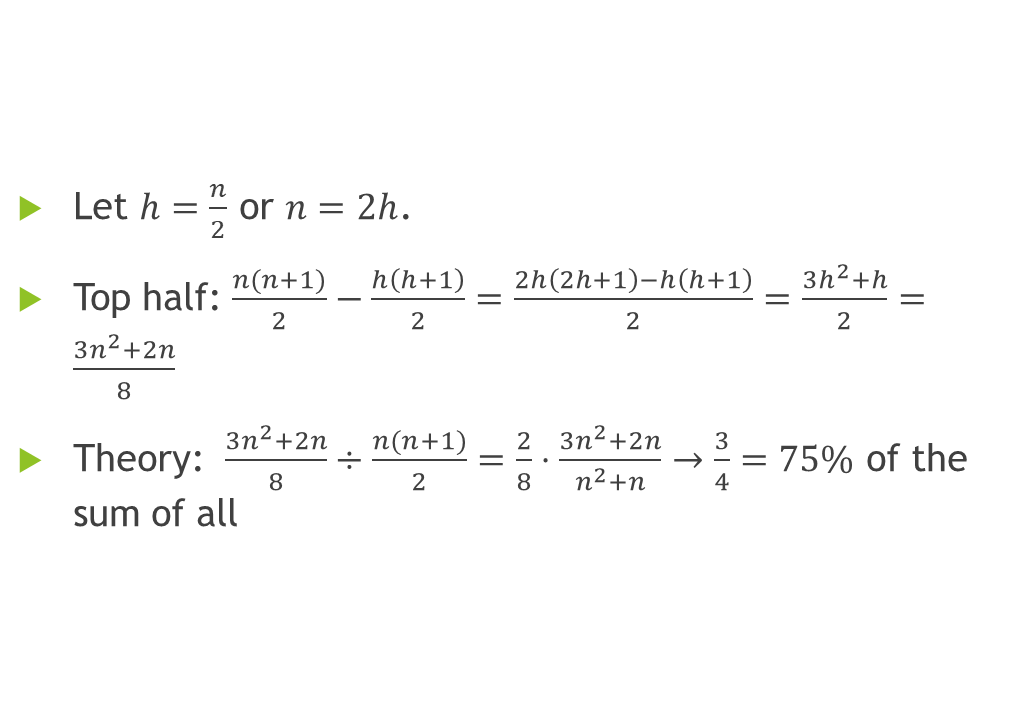 Let h = n/2 or n = 2h.
Top half: n(n+1)/2 − h(h+1)/2 = (2h(2h+1)−h(h+1))/2 = (3h²+h)/2 =
(3n²+2n)/8
Theory: (3n²+2n)/8 ÷ n(n+1)/2 = 2/8 · (3n²+2n)/(n²+n) → 3/4 = 75% of the
sum of all